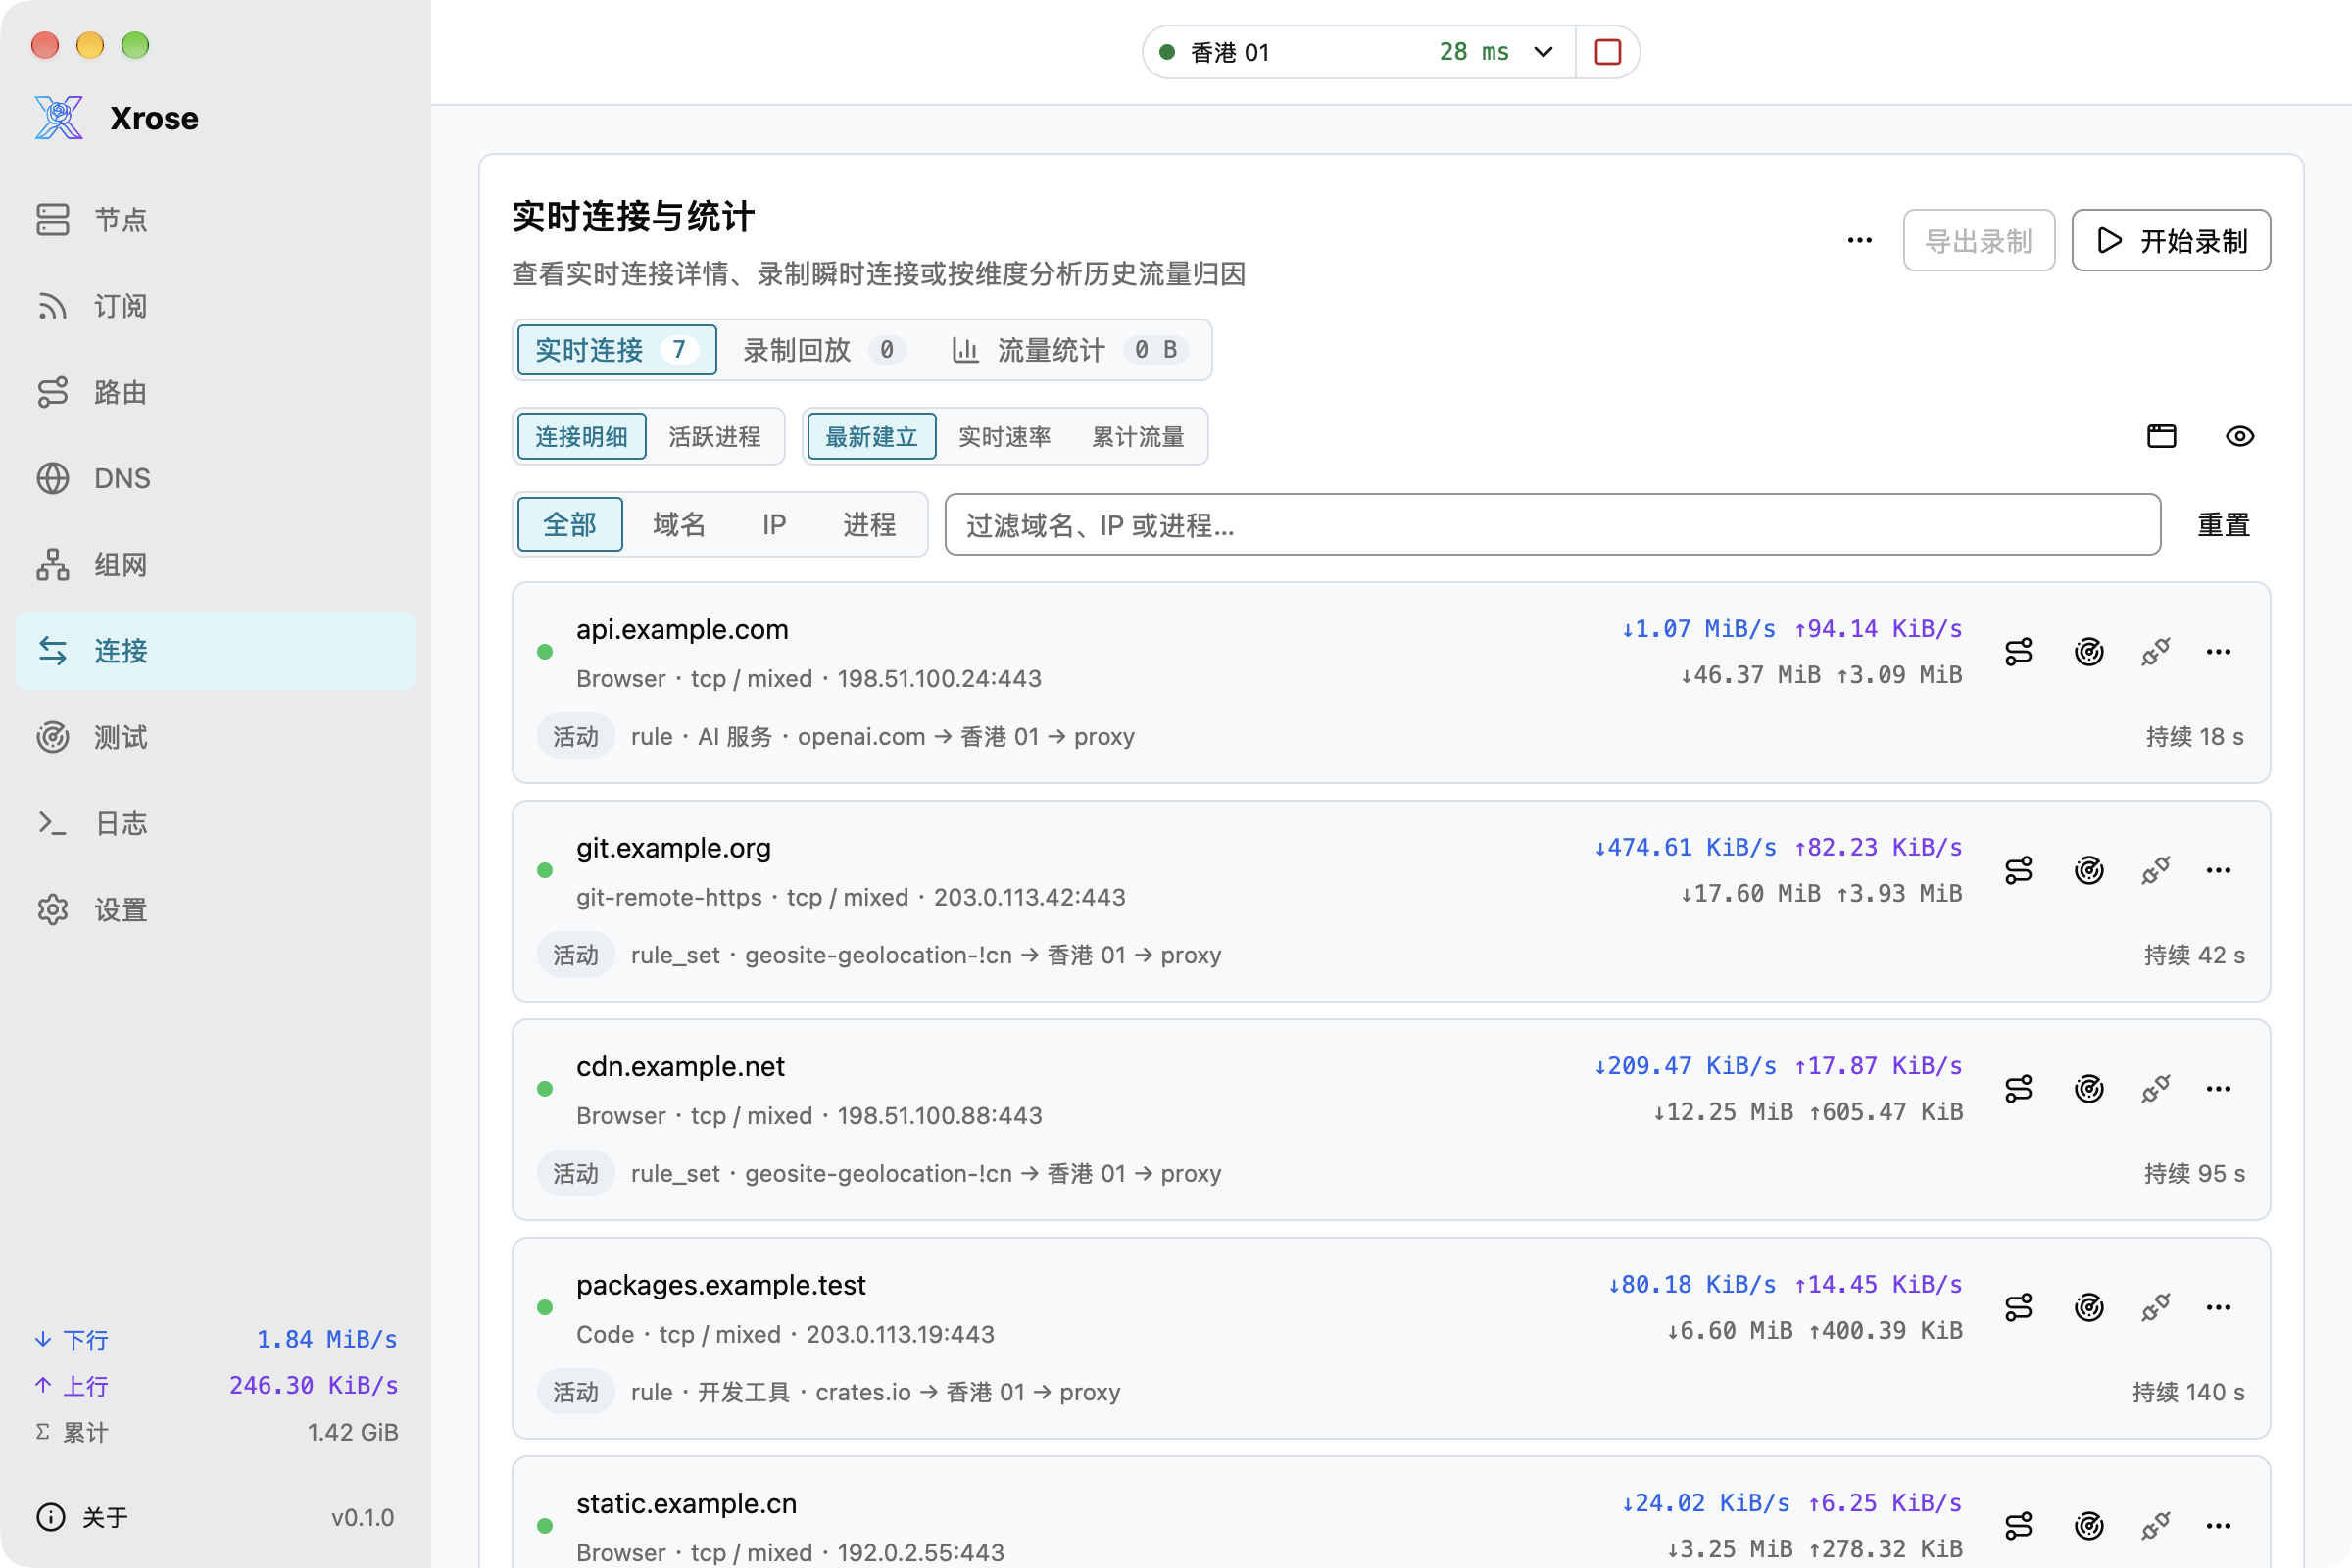 Xrose
节点
订阅
路由
DNS
组网
连接
测试
日志
设置
↓ 下行 1.84 MiB/s
↑ 上行 246.30 KiB/s
Σ 累计 1.42 GiB
关于 v0.1.0
香港 01 28 ms
实时连接与统计
查看实时连接详情、录制瞬时连接或按维度分析历史流量归因
导出录制 开始录制
实时连接 7 录制回放 0 流量统计 0 B
连接明细 活跃进程 最新建立 实时速率 累计流量
全部 域名 IP 进程 过滤域名、IP 或进程... 重置
api.example.com ↓1.07 MiB/s ↑94.14 KiB/s
Browser · tcp / mixed · 198.51.100.24:443 ↓46.37 MiB ↑3.09 MiB
活动 rule · AI 服务 · openai.com → 香港 01 → proxy 持续 18 s
git.example.org ↓474.61 KiB/s ↑82.23 KiB/s
git-remote-https · tcp / mixed · 203.0.113.42:443 ↓17.60 MiB ↑3.93 MiB
活动 rule_set · geosite-geolocation-!cn → 香港 01 → proxy 持续 42 s
cdn.example.net ↓209.47 KiB/s ↑17.87 KiB/s
Browser · tcp / mixed · 198.51.100.88:443 ↓12.25 MiB ↑605.47 KiB
活动 rule_set · geosite-geolocation-!cn → 香港 01 → proxy 持续 95 s
packages.example.test ↓80.18 KiB/s ↑14.45 KiB/s
Code · tcp / mixed · 203.0.113.19:443 ↓6.60 MiB ↑400.39 KiB
活动 rule · 开发工具 · crates.io → 香港 01 → proxy 持续 140 s
static.example.cn ↓24.02 KiB/s ↑6.25 KiB/s
Browser · tcp / mixed · 192.0.2.55:443 ↓3.25 MiB ↑278.32 KiB